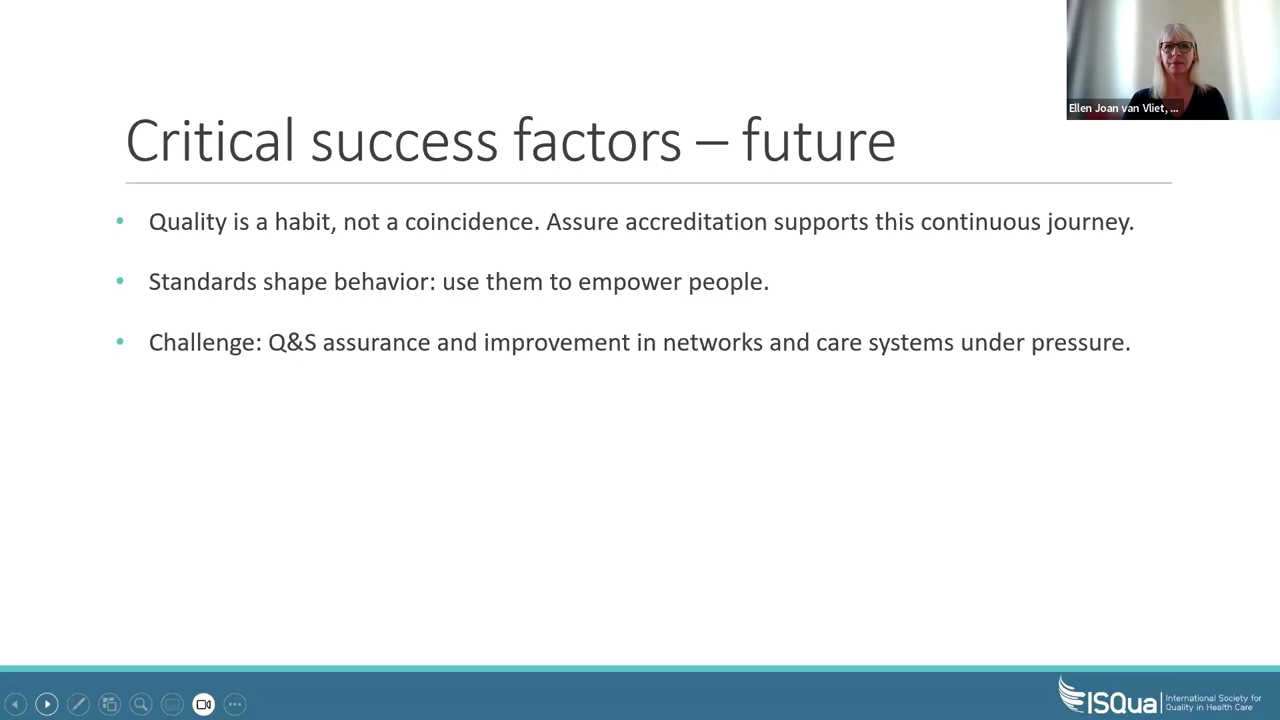 Ellen Joan van Vliet, ...
Critical success factors – future
• Quality is a habit, not a coincidence. Assure accreditation supports this continuous journey.
• Standards shape behavior: use them to empower people.
• Challenge: Q&S assurance and improvement in networks and care systems under pressure.
ISQua
International Society for
Quality in Health Care